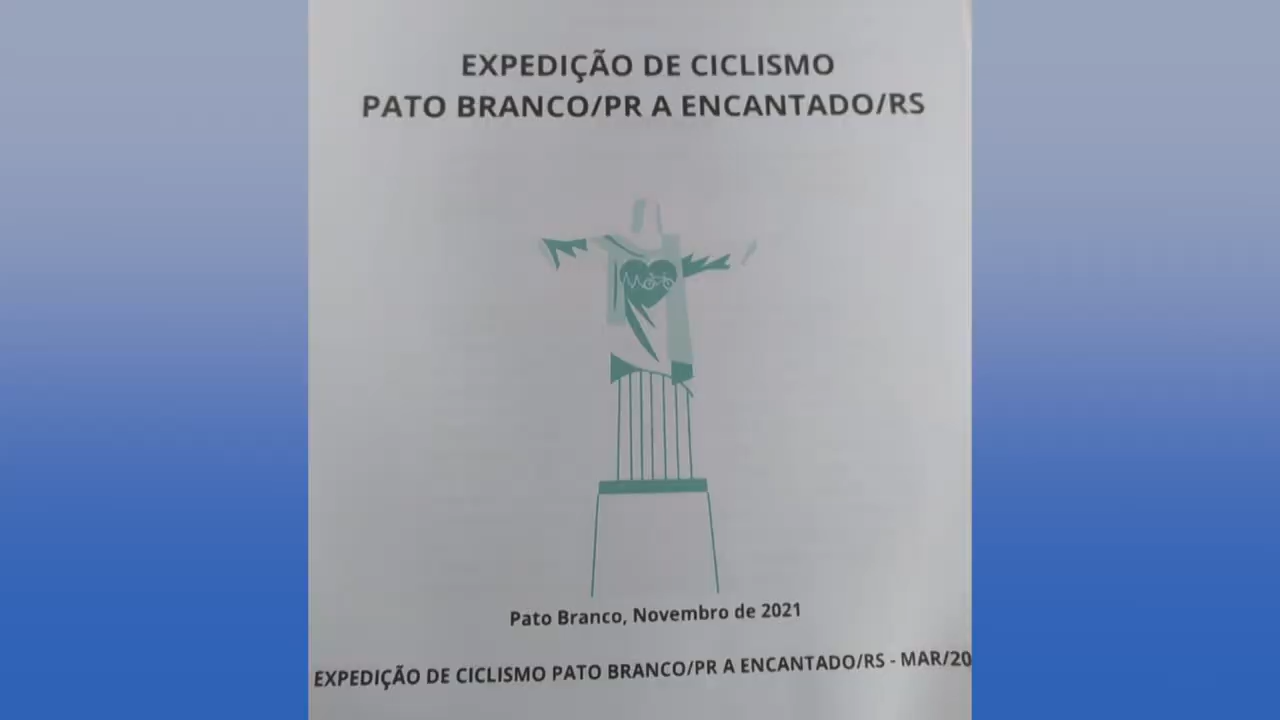 EXPEDIÇÃO DE CICLISMO
PATO BRANCO/PR A ENCANTADO/RS
Pato Branco, Novembro de 2021
EXPEDIÇÃO DE CICLISMO PATO BRANCO/PR A ENCANTADO/RS - MAR/20